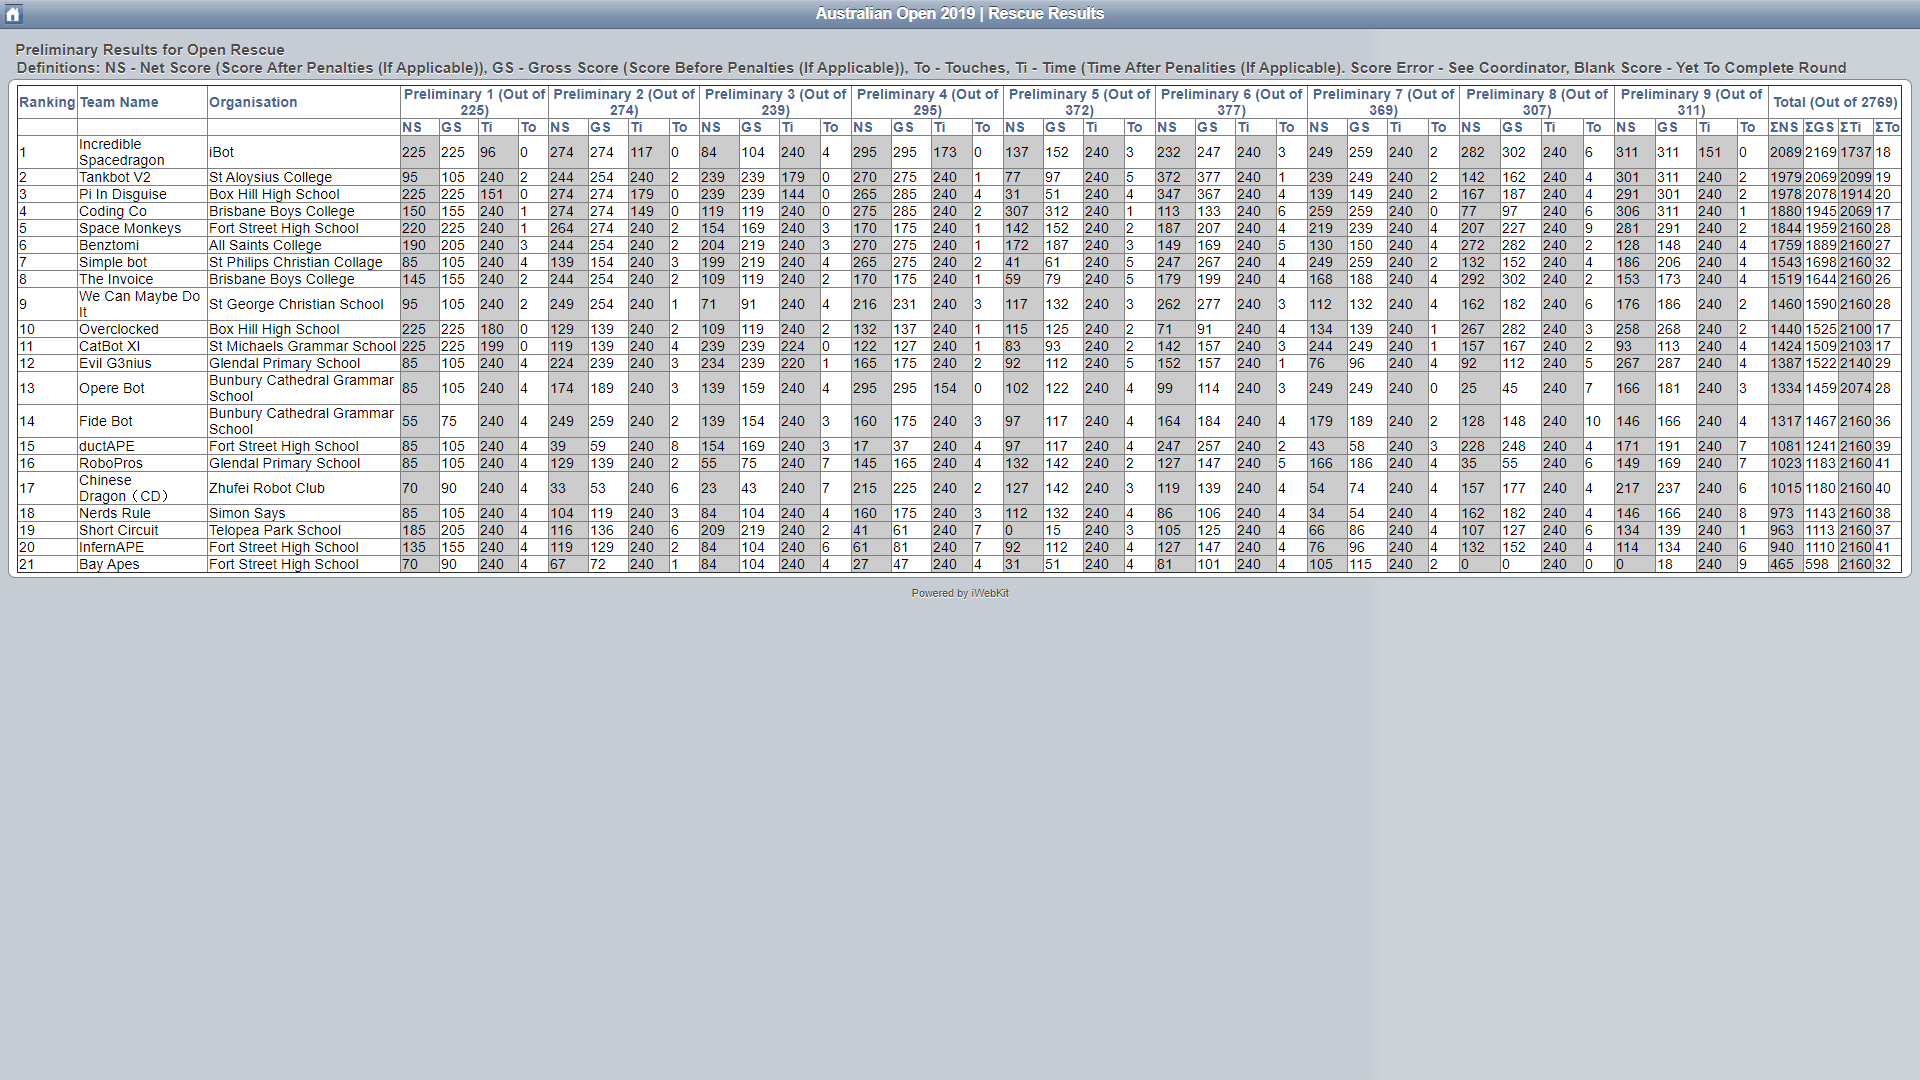 Australian Open 2019 | Rescue Results
Preliminary Results for Open Rescue
Definitions: NS - Net Score (Score After Penalties (If Applicable)), GS - Gross Score (Score Before Penalties (If Applicable)), To - Touches, Ti - Time (Time After Penalities (If Applicable). Score Error - See Coordinator, Blank Score - Yet To Complete Round
Ranking Team Name Organisation Preliminary 1 (Out of 225) Preliminary 2 (Out of 274) Preliminary 3 (Out of 239) Preliminary 4 (Out of 295) Preliminary 5 (Out of 372) Preliminary 6 (Out of 377) Preliminary 7 (Out of 369) Preliminary 8 (Out of 307) Preliminary 9 (Out of 311) Total (Out of 2769)
NS GS Ti To NS GS Ti To NS GS Ti To NS GS Ti To NS GS Ti To NS GS Ti To NS GS Ti To NS GS Ti To NS GS Ti To ΣNS ΣGS ΣTi ΣTo
1 Incredible Spacedragon iBot 225 225 96 0 274 274 117 0 84 104 240 4 295 295 173 0 137 152 240 3 232 247 240 3 249 259 240 2 282 302 240 6 311 311 151 0 2089 2169 1737 18
2 Tankbot V2 St Aloysius College 95 105 240 2 244 254 240 2 239 239 179 0 270 275 240 1 77 97 240 5 372 377 240 1 239 249 240 2 142 162 240 4 301 311 240 2 1979 2069 2099 19
3 Pi In Disguise Box Hill High School 225 225 151 0 274 274 179 0 239 239 144 0 265 285 240 4 31 51 240 4 347 367 240 4 139 149 240 2 167 187 240 4 291 301 240 2 1978 2078 1914 20
4 Coding Co Brisbane Boys College 150 155 240 1 274 274 149 0 119 119 240 0 275 285 240 2 307 312 240 1 113 133 240 6 259 259 240 0 77 97 240 6 306 311 240 1 1880 1945 2069 17
5 Space Monkeys Fort Street High School 220 225 240 1 264 274 240 2 154 169 240 3 170 175 240 1 142 152 240 2 187 207 240 4 219 239 240 4 207 227 240 9 281 291 240 2 1844 1959 2160 28
6 Benztomi All Saints College 190 205 240 3 244 254 240 2 204 219 240 3 270 275 240 1 172 187 240 3 149 169 240 5 130 150 240 4 272 282 240 2 128 148 240 4 1759 1889 2160 27
7 Simple bot St Philips Christian Collage 85 105 240 4 139 154 240 3 199 219 240 4 265 275 240 2 41 61 240 5 247 267 240 4 249 259 240 2 132 152 240 4 186 206 240 4 1543 1698 2160 32
8 The Invoice Brisbane Boys College 145 155 240 2 244 254 240 2 109 119 240 2 170 175 240 1 59 79 240 5 179 199 240 4 168 188 240 4 292 302 240 2 153 173 240 4 1519 1644 2160 26
9 We Can Maybe Do It St George Christian School 95 105 240 2 249 254 240 1 71 91 240 4 216 231 240 3 117 132 240 3 262 277 240 3 112 132 240 4 162 182 240 6 176 186 240 2 1460 1590 2160 28
10 Overclocked Box Hill High School 225 225 180 0 129 139 240 2 109 119 240 2 132 137 240 1 115 125 240 2 71 91 240 4 134 139 240 1 267 282 240 3 258 268 240 2 1440 1525 2100 17
11 CatBot XI St Michaels Grammar School 225 225 199 0 119 139 240 4 239 239 224 0 122 127 240 1 83 93 240 2 142 157 240 3 244 249 240 1 157 167 240 2 93 113 240 4 1424 1509 2103 17
12 Evil G3nius Glendal Primary School 85 105 240 4 224 239 240 3 234 239 220 1 165 175 240 2 92 112 240 5 152 157 240 1 76 96 240 4 92 112 240 5 267 287 240 4 1387 1522 2140 29
13 Opere Bot Bunbury Cathedral Grammar School 85 105 240 4 174 189 240 3 139 159 240 4 295 295 154 0 102 122 240 4 99 114 240 3 249 249 240 0 25 45 240 7 166 181 240 3 1334 1459 2074 28
14 Fide Bot Bunbury Cathedral Grammar School 55 75 240 4 249 259 240 2 139 154 240 3 160 175 240 3 97 117 240 4 164 184 240 4 179 189 240 2 128 148 240 10 146 166 240 4 1317 1467 2160 36
15 ductAPE Fort Street High School 85 105 240 4 39 59 240 8 154 169 240 3 17 37 240 4 97 117 240 4 247 257 240 2 43 58 240 3 228 248 240 4 171 191 240 7 1081 1241 2160 39
16 RoboPros Glendal Primary School 85 105 240 4 129 139 240 2 55 75 240 7 145 165 240 4 132 142 240 2 127 147 240 5 166 186 240 4 35 55 240 6 149 169 240 7 1023 1183 2160 41
17 Chinese Dragon（CD） Zhufei Robot Club 70 90 240 4 33 53 240 6 23 43 240 7 215 225 240 2 127 142 240 3 119 139 240 4 54 74 240 4 157 177 240 4 217 237 240 6 1015 1180 2160 40
18 Nerds Rule Simon Says 85 105 240 4 104 119 240 3 84 104 240 4 160 175 240 3 112 132 240 4 86 106 240 4 34 54 240 4 162 182 240 4 146 166 240 8 973 1143 2160 38
19 Short Circuit Telopea Park School 185 205 240 4 116 136 240 6 209 219 240 2 41 61 240 7 0 15 240 3 105 125 240 4 66 86 240 4 107 127 240 6 134 139 240 1 963 1113 2160 37
20 InfernAPE Fort Street High School 135 155 240 4 119 129 240 2 84 104 240 6 61 81 240 7 92 112 240 4 127 147 240 4 76 96 240 4 132 152 240 4 114 134 240 6 940 1110 2160 41
21 Bay Apes Fort Street High School 70 90 240 4 67 72 240 1 84 104 240 4 27 47 240 4 31 51 240 4 81 101 240 4 105 115 240 2 0 0 240 0 0 18 240 9 465 598 2160 32
Powered by iWebKit